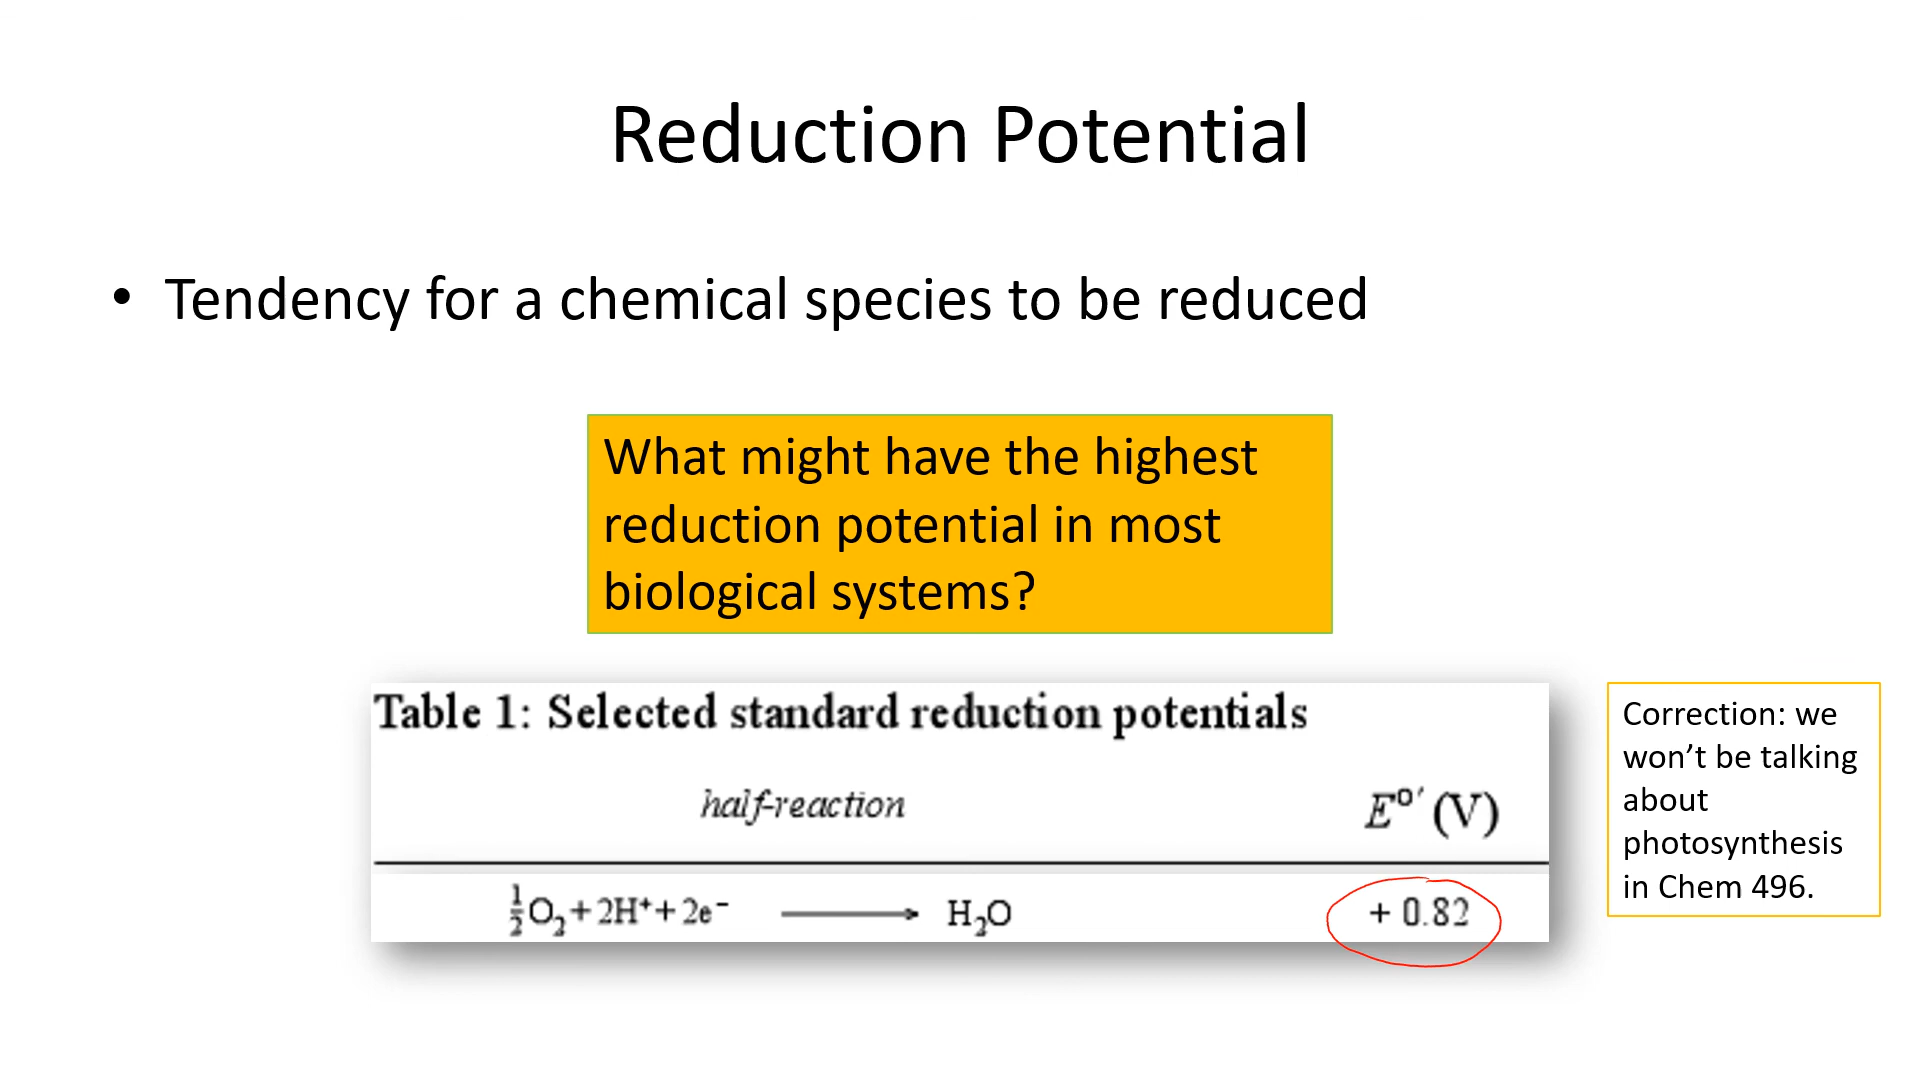 Reduction Potential
• Tendency for a chemical species to be reduced
What might have the highest
reduction potential in most
biological systems?
Table 1: Selected standard reduction potentials
half-reaction E°′ (V)
½O₂+2H⁺+2e⁻ ⟶ H₂O + 0.82
Correction: we
won’t be talking
about
photosynthesis
in Chem 496.